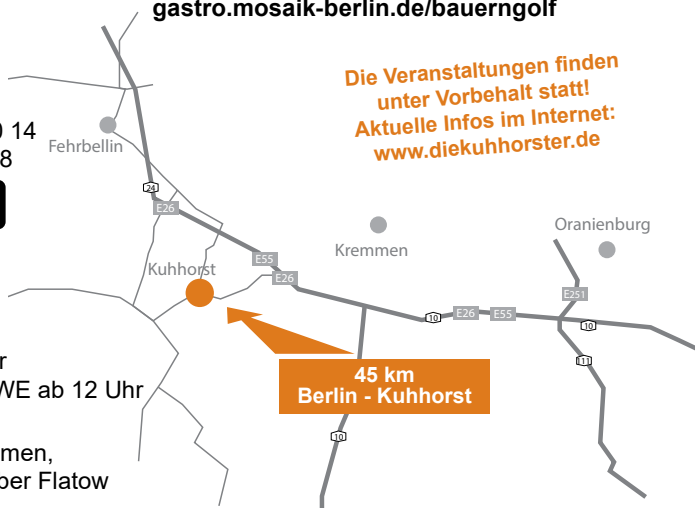 gastro.mosaik-berlin.de/bauerngolf
Die Veranstaltungen finden
unter Vorbehalt statt!
Aktuelle Infos im Internet:
www.diekuhhorster.de
14
8
Fehrbellin
24
E26
Oranienburg
Kremmen
E55
Kuhhorst
E26
E251
10
E26
E55
10
11
45 km
Berlin - Kuhhorst
WE ab 12 Uhr
10
Flatow